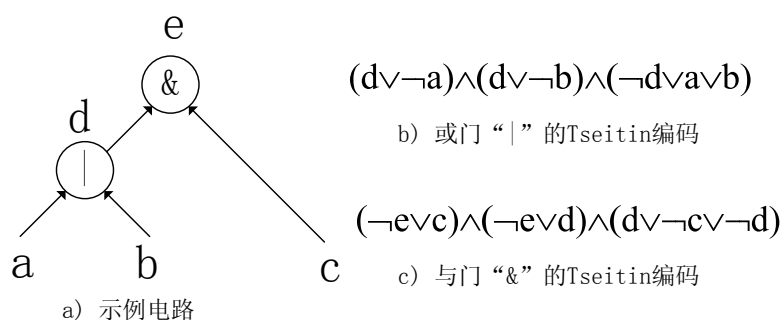 e
&
d
|
a
b
c
a) 示例电路
(d∨¬a)∧(d∨¬b)∧(¬d∨a∨b)
b) 或门“|”的Tseitin编码
(¬e∨c)∧(¬e∨d)∧(d∨¬c∨¬d)
c) 与门“&”的Tseitin编码